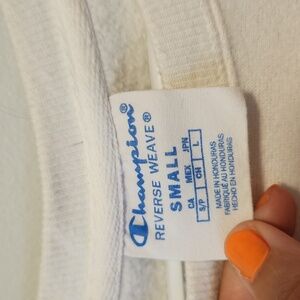 Champion®
REVERSE WEAVE®
SMALL
CA MEX JPN
S/P CH L
MADE IN HONDURAS
FABRIQUÉ AU HONDURAS
HECHO EN HONDURAS